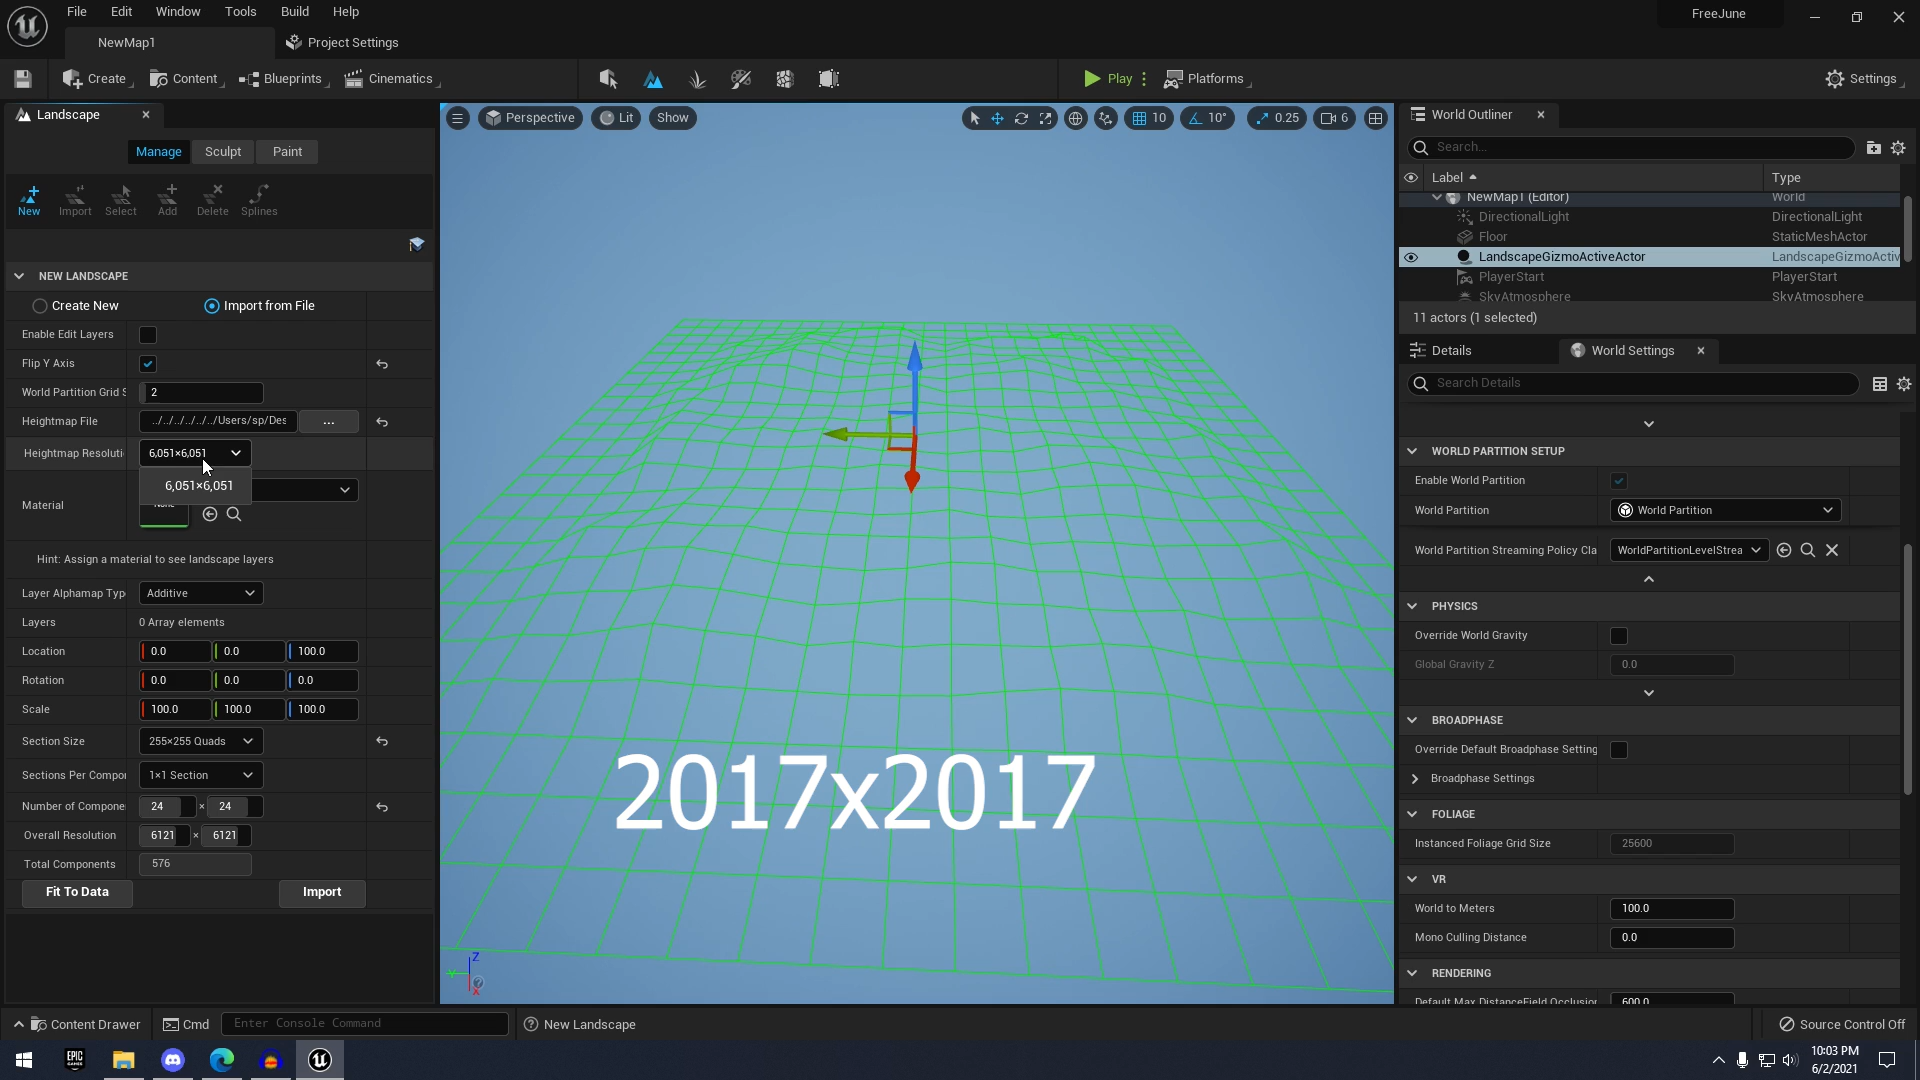 File Edit Window Tools Build Help
FreeJune
NewMap1
Project Settings
Create Content Blueprints Cinematics
Play Platforms Settings
Landscape
Manage Sculpt Paint
New Import Select Add Delete Splines
NEW LANDSCAPE
Create New Import from File
Enable Edit Layers
Flip Y Axis
World Partition Grid S 2
Heightmap File ../../../../../../Users/sp/Des ...
Heightmap Resoluti 6,051×6,051
6,051×6,051
Material
Hint: Assign a material to see landscape layers
Layer Alphamap Typ Additive
Layers 0 Array elements
Location 0.0 0.0 100.0
Rotation 0.0 0.0 0.0
Scale 100.0 100.0 100.0
Section Size 255×255 Quads
Sections Per Compor 1×1 Section
Number of Compone 24 × 24
Overall Resolution 6121 × 6121
Total Components 576
Fit To Data Import
Perspective Lit Show
10 10° 0.25 6
2017x2017
Z
Y
X
World Outliner
Search...
Label Type
NewMap1 (Editor) World
DirectionalLight DirectionalLight
Floor StaticMeshActor
LandscapeGizmoActiveActor LandscapeGizmoActiv
PlayerStart PlayerStart
SkyAtmosphere SkyAtmosphere
11 actors (1 selected)
Details World Settings
Search Details
WORLD PARTITION SETUP
Enable World Partition
World Partition World Partition
World Partition Streaming Policy Cla WorldPartitionLevelStrea
PHYSICS
Override World Gravity
Global Gravity Z 0.0
BROADPHASE
Override Default Broadphase Setting
Broadphase Settings
FOLIAGE
Instanced Foliage Grid Size 25600
VR
World to Meters 100.0
Mono Culling Distance 0.0
RENDERING
Default Max DistanceField Occlusion 600.0
Content Drawer Cmd Enter Console Command New Landscape Source Control Off
EPIC GAMES
10:03 PM
6/2/2021